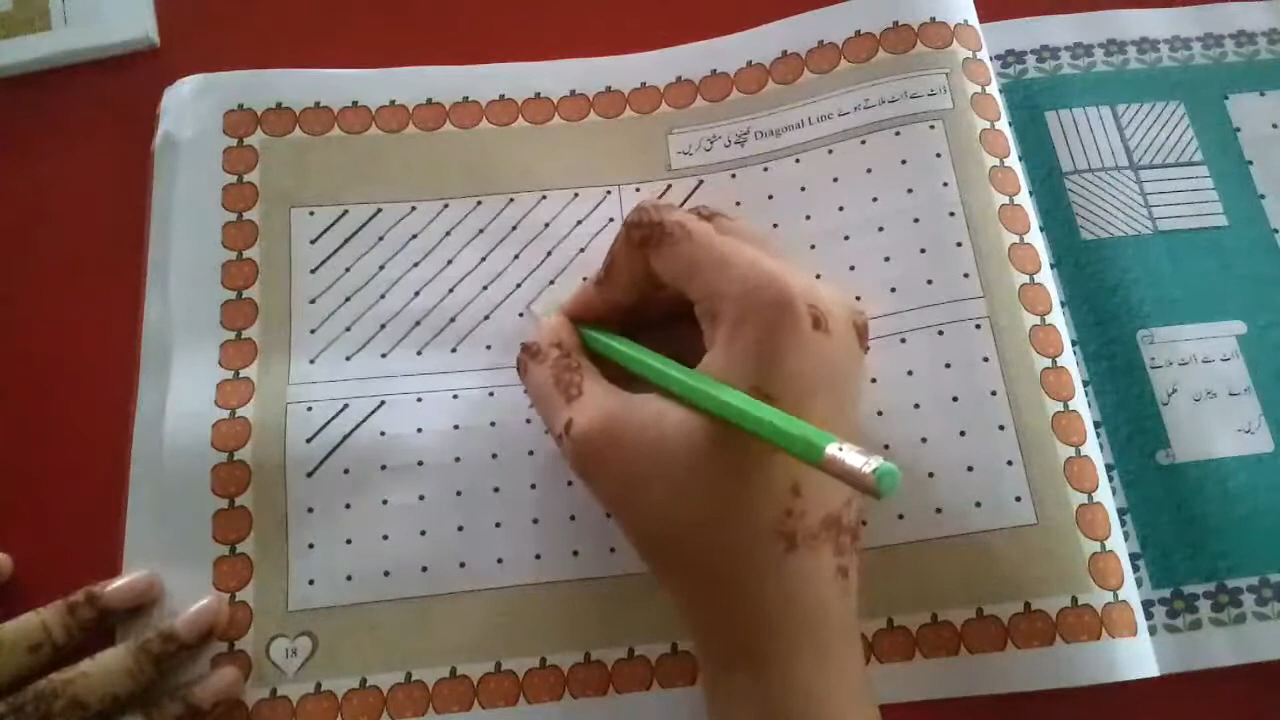 ڈاٹ سے ڈاٹ ملاتے ہوئے Diagonal Line کھینچنے کی مشق کریں۔
18
ڈاٹ سے ڈاٹ ملاتے
ہوئے پیٹرن مکمل
کریں۔